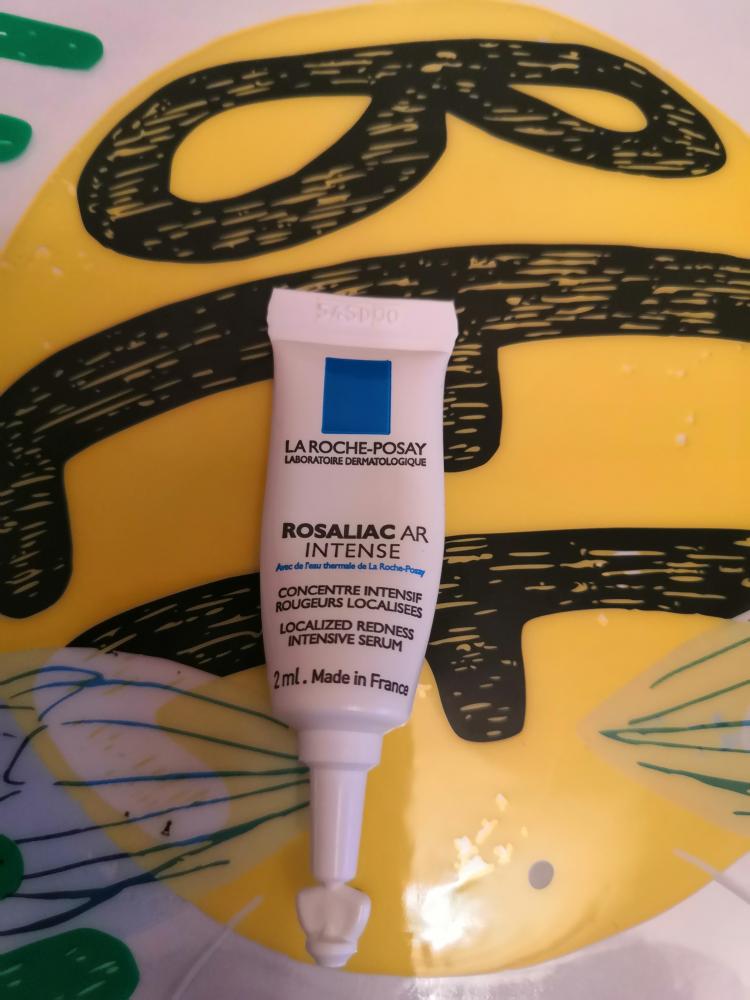 LA ROCHE-POSAY
LABORATOIRE DERMATOLOGIQUE
ROSALIAC AR
INTENSE
Avec de l'eau thermale de La Roche-Posay
CONCENTRE INTENSIF
ROUGEURS LOCALISEES
LOCALIZED REDNESS
INTENSIVE SERUM
2 ml . Made in France